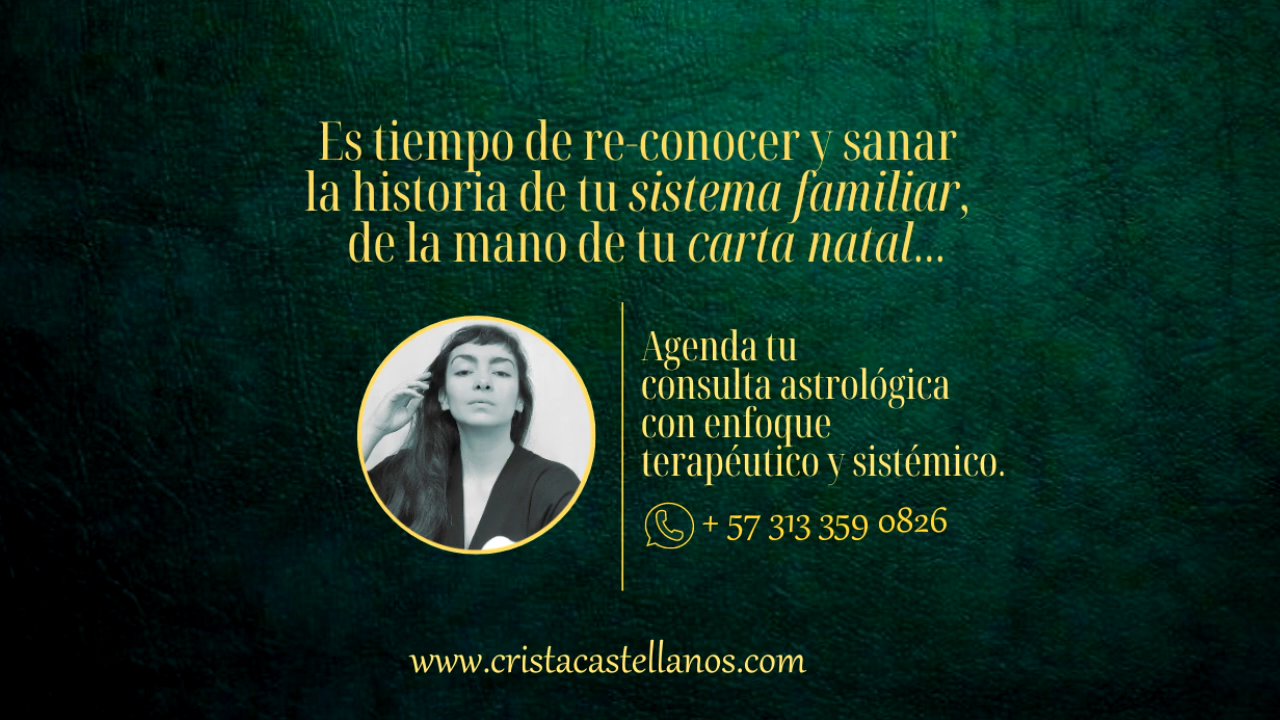 Es tiempo de re-conocer y sanar
la historia de tu sistema familiar,
de la mano de tu carta natal...
Agenda tu
consulta astrológica
con enfoque
terapéutico y sistémico.
+ 57 313 359 0826
www.cristacastellanos.com